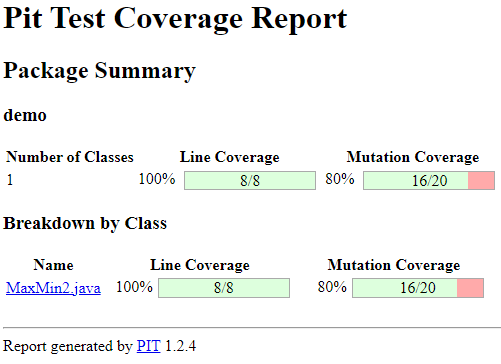 Pit Test Coverage Report
Package Summary
demo
Number of Classes Line Coverage Mutation Coverage
1 100% 8/8 80% 16/20
Breakdown by Class
Name Line Coverage Mutation Coverage
MaxMin2.java 100% 8/8 80% 16/20
Report generated by PIT 1.2.4